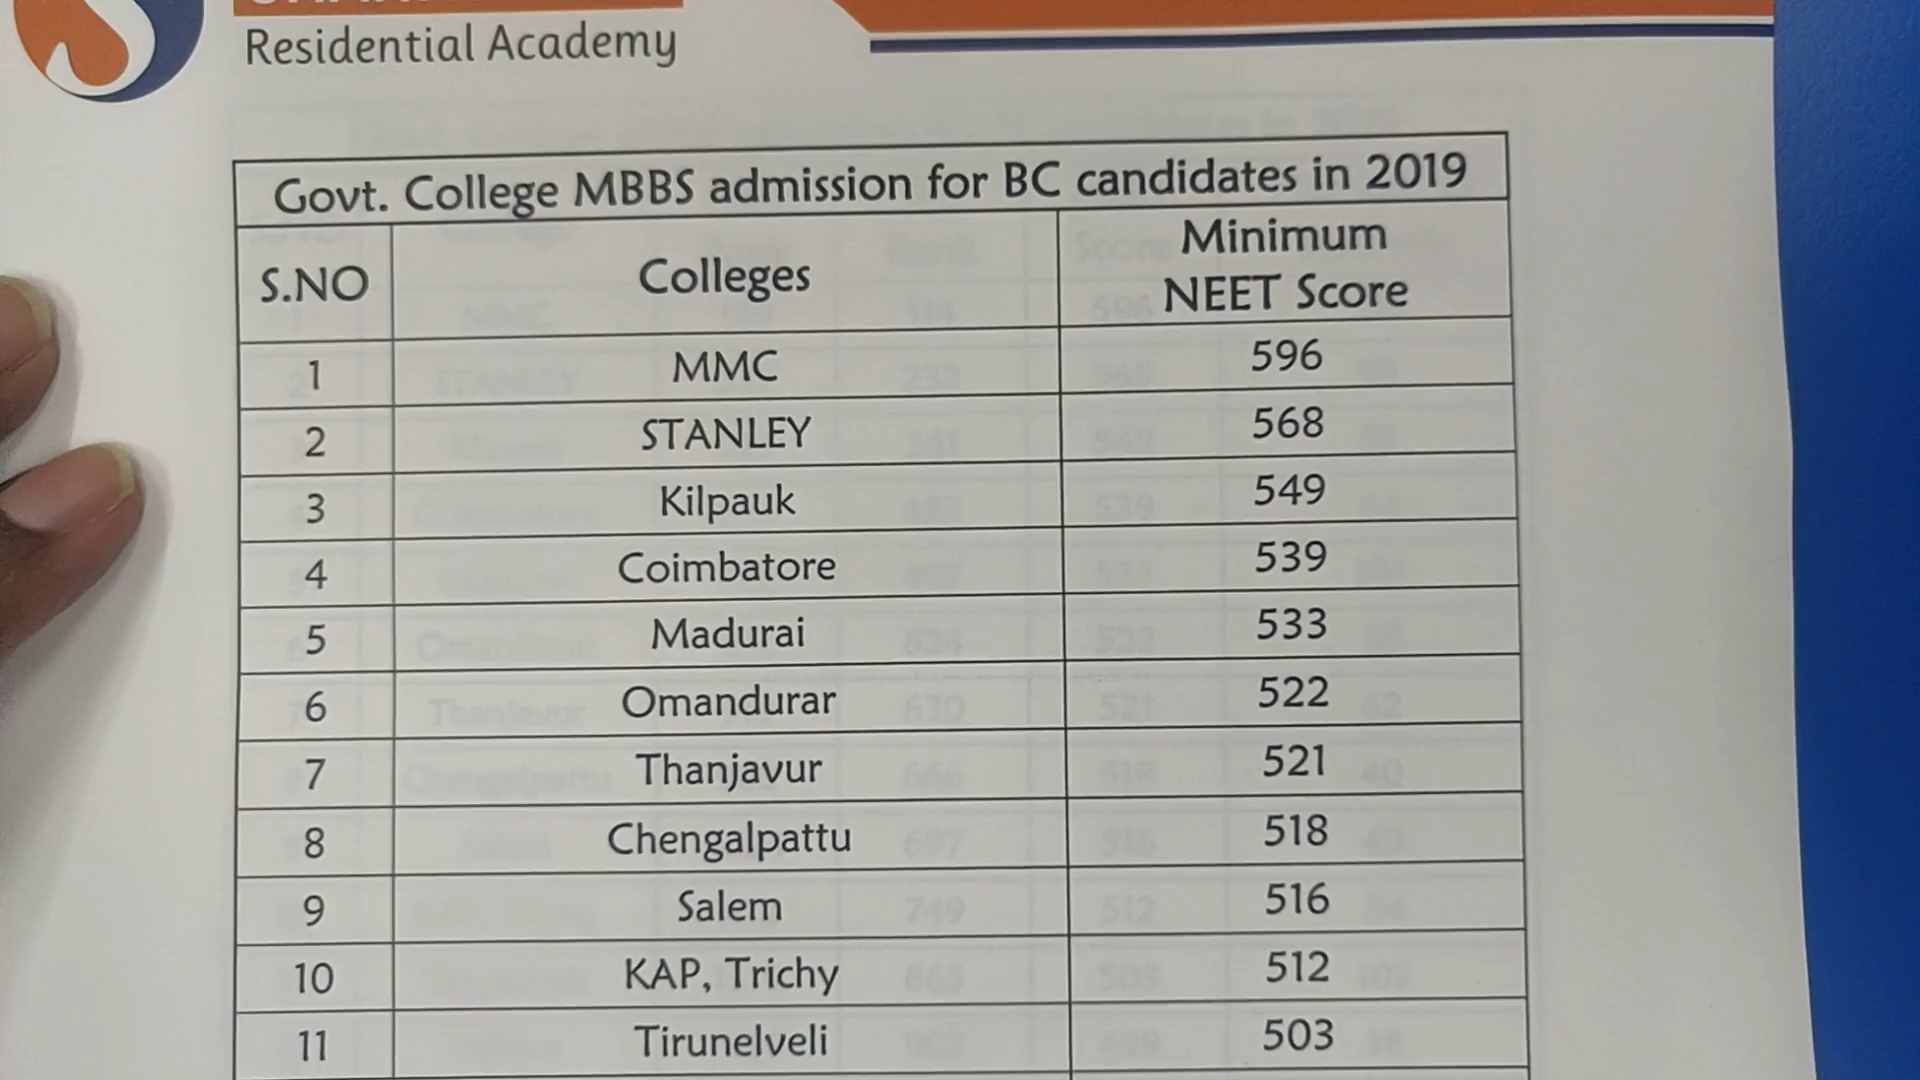 Residential Academy
Govt. College MBBS admission for BC candidates in 2019
S.NO Colleges Minimum NEET Score
1 MMC 596
2 STANLEY 568
3 Kilpauk 549
4 Coimbatore 539
5 Madurai 533
6 Omandurar 522
7 Thanjavur 521
8 Chengalpattu 518
9 Salem 516
10 KAP, Trichy 512
11 Tirunelveli 503